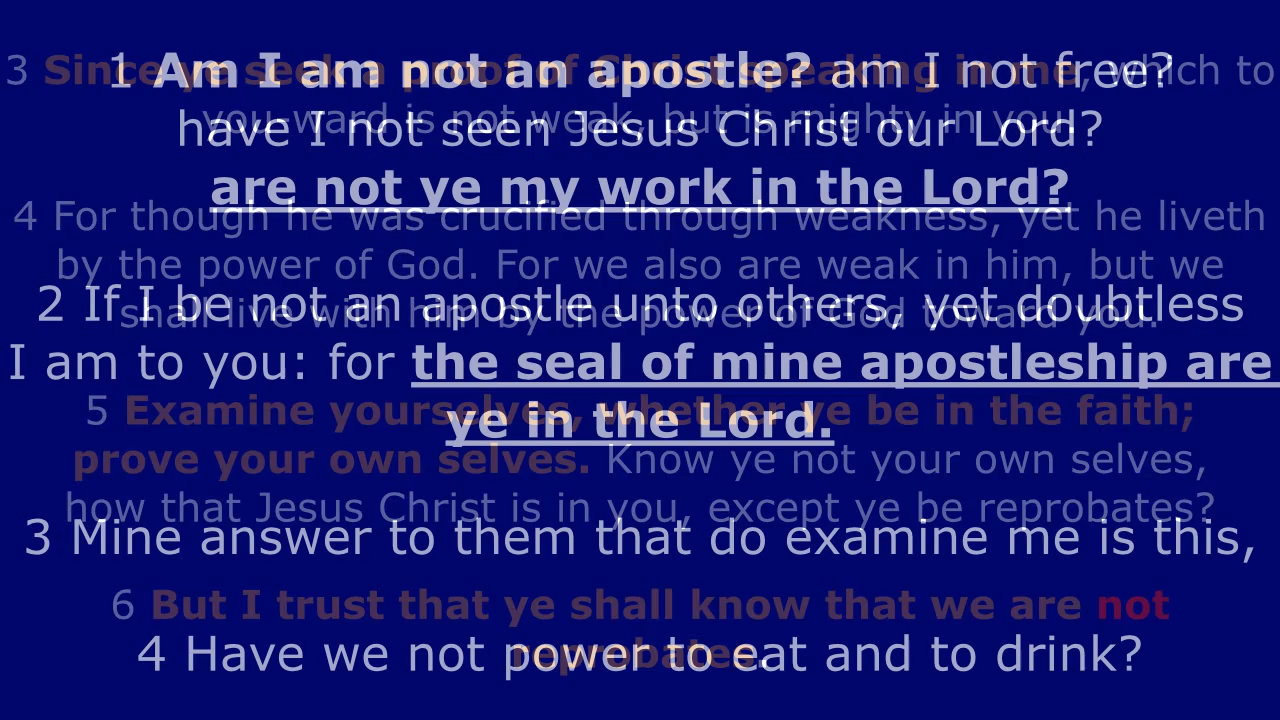 1 Am I am not an apostle? am I not free?
have I not seen Jesus Christ our Lord?
are not ye my work in the Lord?
2 If I be not an apostle unto others, yet doubtless
I am to you: for the seal of mine apostleship are
ye in the Lord.
3 Mine answer to them that do examine me is this,
4 Have we not power to eat and to drink?
3 Since ye seek a proof of Christ speaking in me, which to
you-ward is not weak, but is mighty in you.
4 For though he was crucified through weakness, yet he liveth
by the power of God. For we also are weak in him, but we
shall live with him by the power of God toward you.
5 Examine yourselves, whether ye be in the faith;
prove your own selves. Know ye not your own selves,
how that Jesus Christ is in you, except ye be reprobates?
6 But I trust that ye shall know that we are not
reprobates.